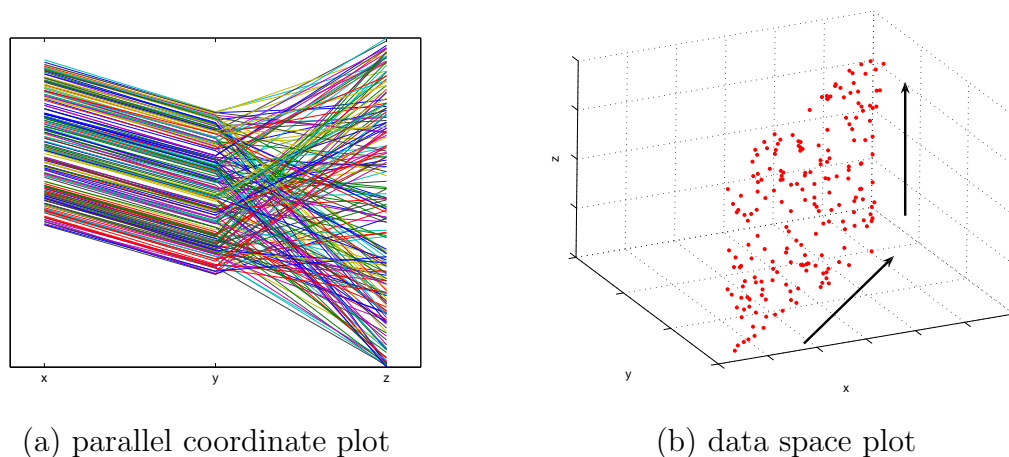 x y z
(a) parallel coordinate plot
z
y
x
(b) data space plot